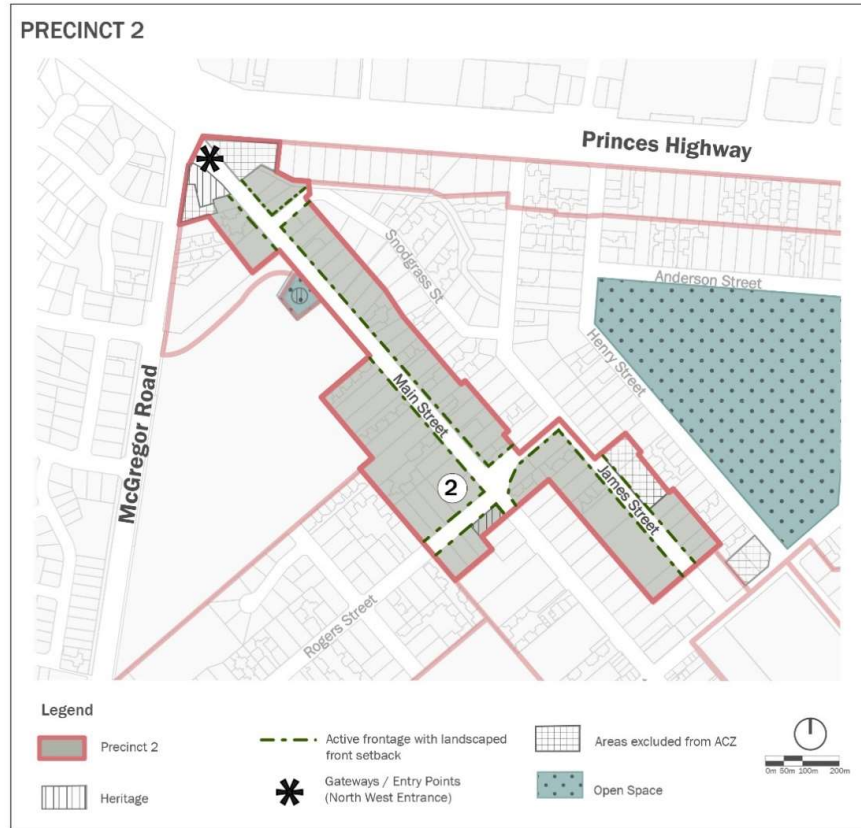 PRECINCT 2
Princes Highway
Snodgrass St
Anderson Street
Henry Street
McGregor Road
Main Street
2
James Street
Rogers Street
Legend
Precinct 2
Heritage
Active frontage with landscaped
front setback
Gateways / Entry Points
(North West Entrance)
Areas excluded from ACZ
Open Space
0m 50m 100m 200m